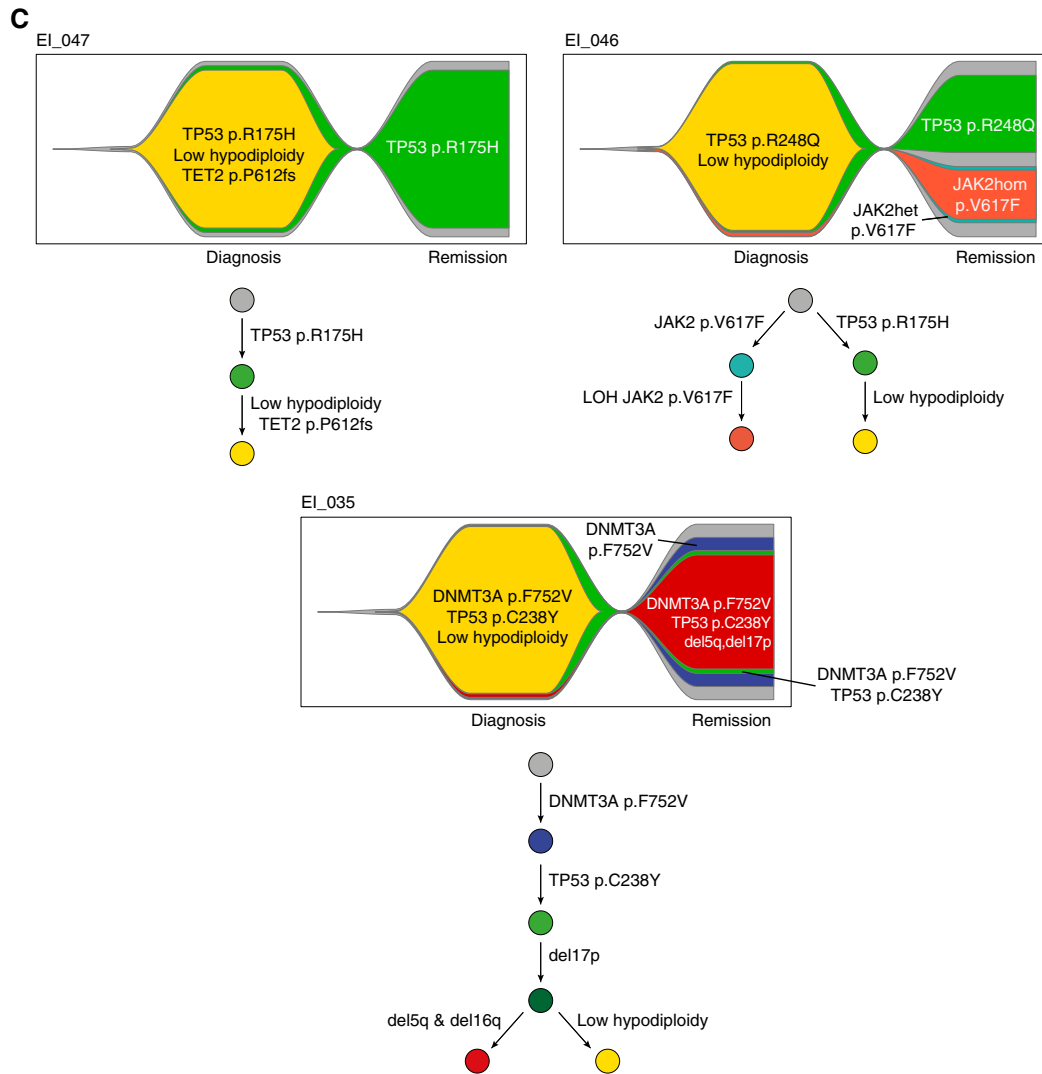 C
EI_047
TP53 p.R175H
Low hypodiploidy
TET2 p.P612fs
TP53 p.R175H
Diagnosis
Remission
TP53 p.R175H
Low hypodiploidy
TET2 p.P612fs
EI_046
TP53 p.R248Q
Low hypodiploidy
TP53 p.R248Q
JAK2hom
p.V617F
JAK2het
p.V617F
Diagnosis
Remission
JAK2 p.V617F
TP53 p.R175H
LOH JAK2 p.V617F
Low hypodiploidy
EI_035
DNMT3A
p.F752V
DNMT3A p.F752V
TP53 p.C238Y
Low hypodiploidy
DNMT3A p.F752V
TP53 p.C238Y
del5q,del17p
DNMT3A p.F752V
TP53 p.C238Y
Diagnosis
Remission
DNMT3A p.F752V
TP53 p.C238Y
del17p
del5q & del16q
Low hypodiploidy